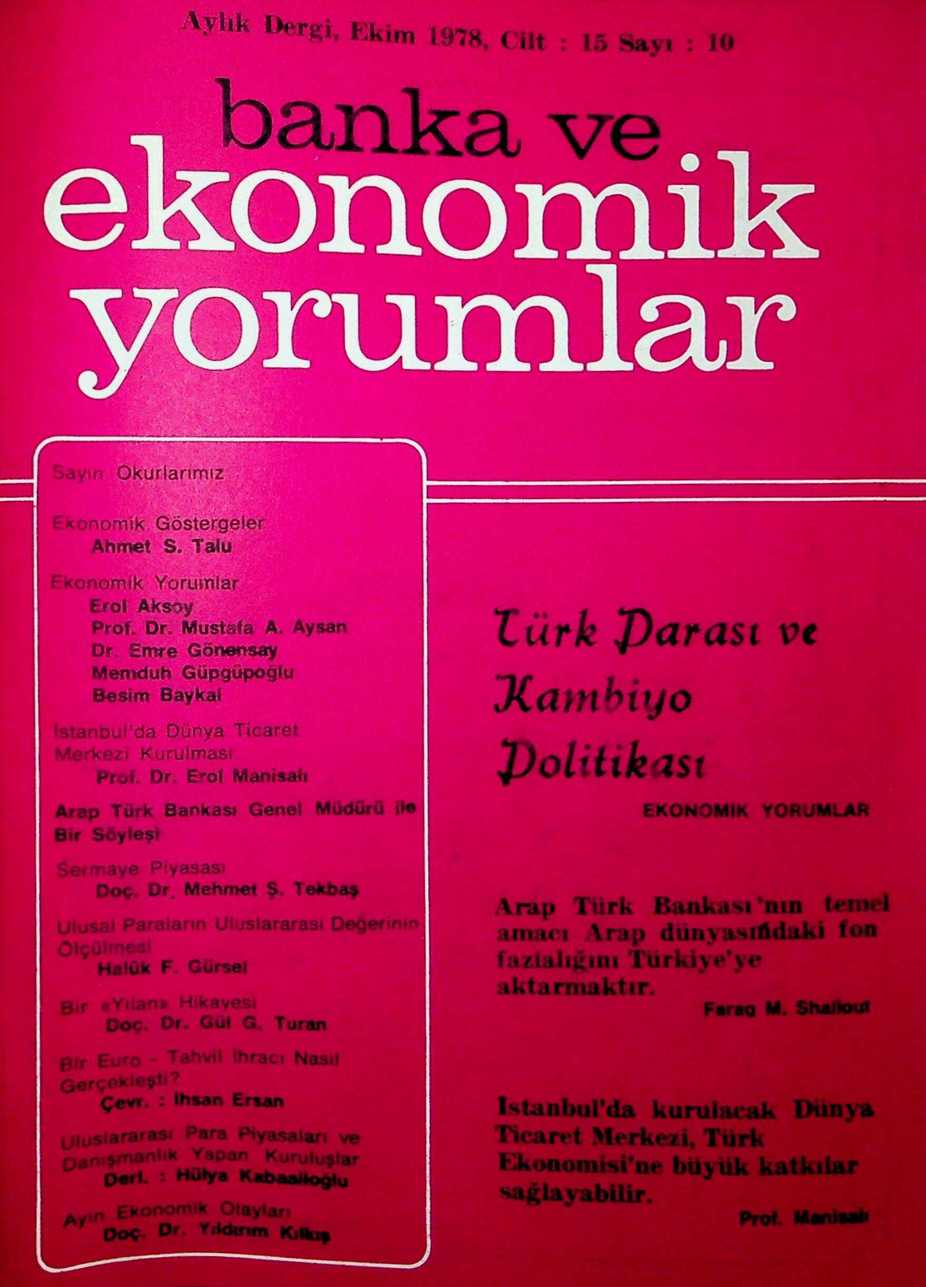 Aylık Dergi, Ekim 1978, Cilt : 15 Sayı : 10
banka ve
ekonomik
yorumlar
Sayın Okurlarımız
Ekonomik Göstergeler
Ahmet S. Talu
Ekonomik Yorumlar
Erol Aksoy
Prof. Dr. Mustafa A. Aysan
Dr. Emre Gönensay
Memduh Güpgüpoğlu
Besim Baykal
İstanbul'da Dünya Ticaret
Merkezi Kurulması
Prof. Dr. Erol Manisalı
Arap Türk Bankası Genel Müdürü ile
Bir Söyleşi
Sermaye Piyasası
Doç. Dr. Mehmet Ş. Tekbaş
Ulusal Paraların Uluslararası Değerinin
Ölçülmesi
Halûk F. Gürsel
Bir «Yılan» Hikayesi
Doç. Dr. Gül G. Turan
Bir Euro - Tahvil İhracı Nasıl
Gerçekleşti?
Çevr. : İhsan Ersan
Uluslararası Para Piyasaları ve
Danışmanlık Yapan Kuruluşlar
Derl. : Hülya Kabaalioğlu
Ayın Ekonomik Olayları
Doç. Dr. Yıldırım Kılkış
Türk Parası ve
Kambiyo
Politikası
EKONOMIK YORUMLAR
Arap Türk Bankası'nın temel
amacı Arap dünyasındaki fon
fazlalığını Türkiye'ye
aktarmaktır.
Farag M. Shallouf
İstanbul'da kurulacak Dünya
Ticaret Merkezi, Türk
Ekonomisi'ne büyük katkılar
sağlayabilir.
Prof. Manisalı